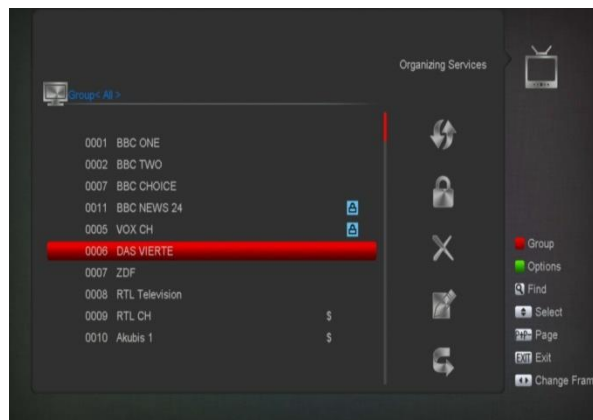 Organizing Services
Group< All >
0001 BBC ONE
0002 BBC TWO
0007 BBC CHOICE
0011 BBC NEWS 24
0005 VOX CH
0006 DAS VIERTE
0007 ZDF
0008 RTL Television
0009 RTL CH $
0010 Akubis 1 $
Group
Options
Find
Select
P+P- Page
EXIT Exit
Change Fram